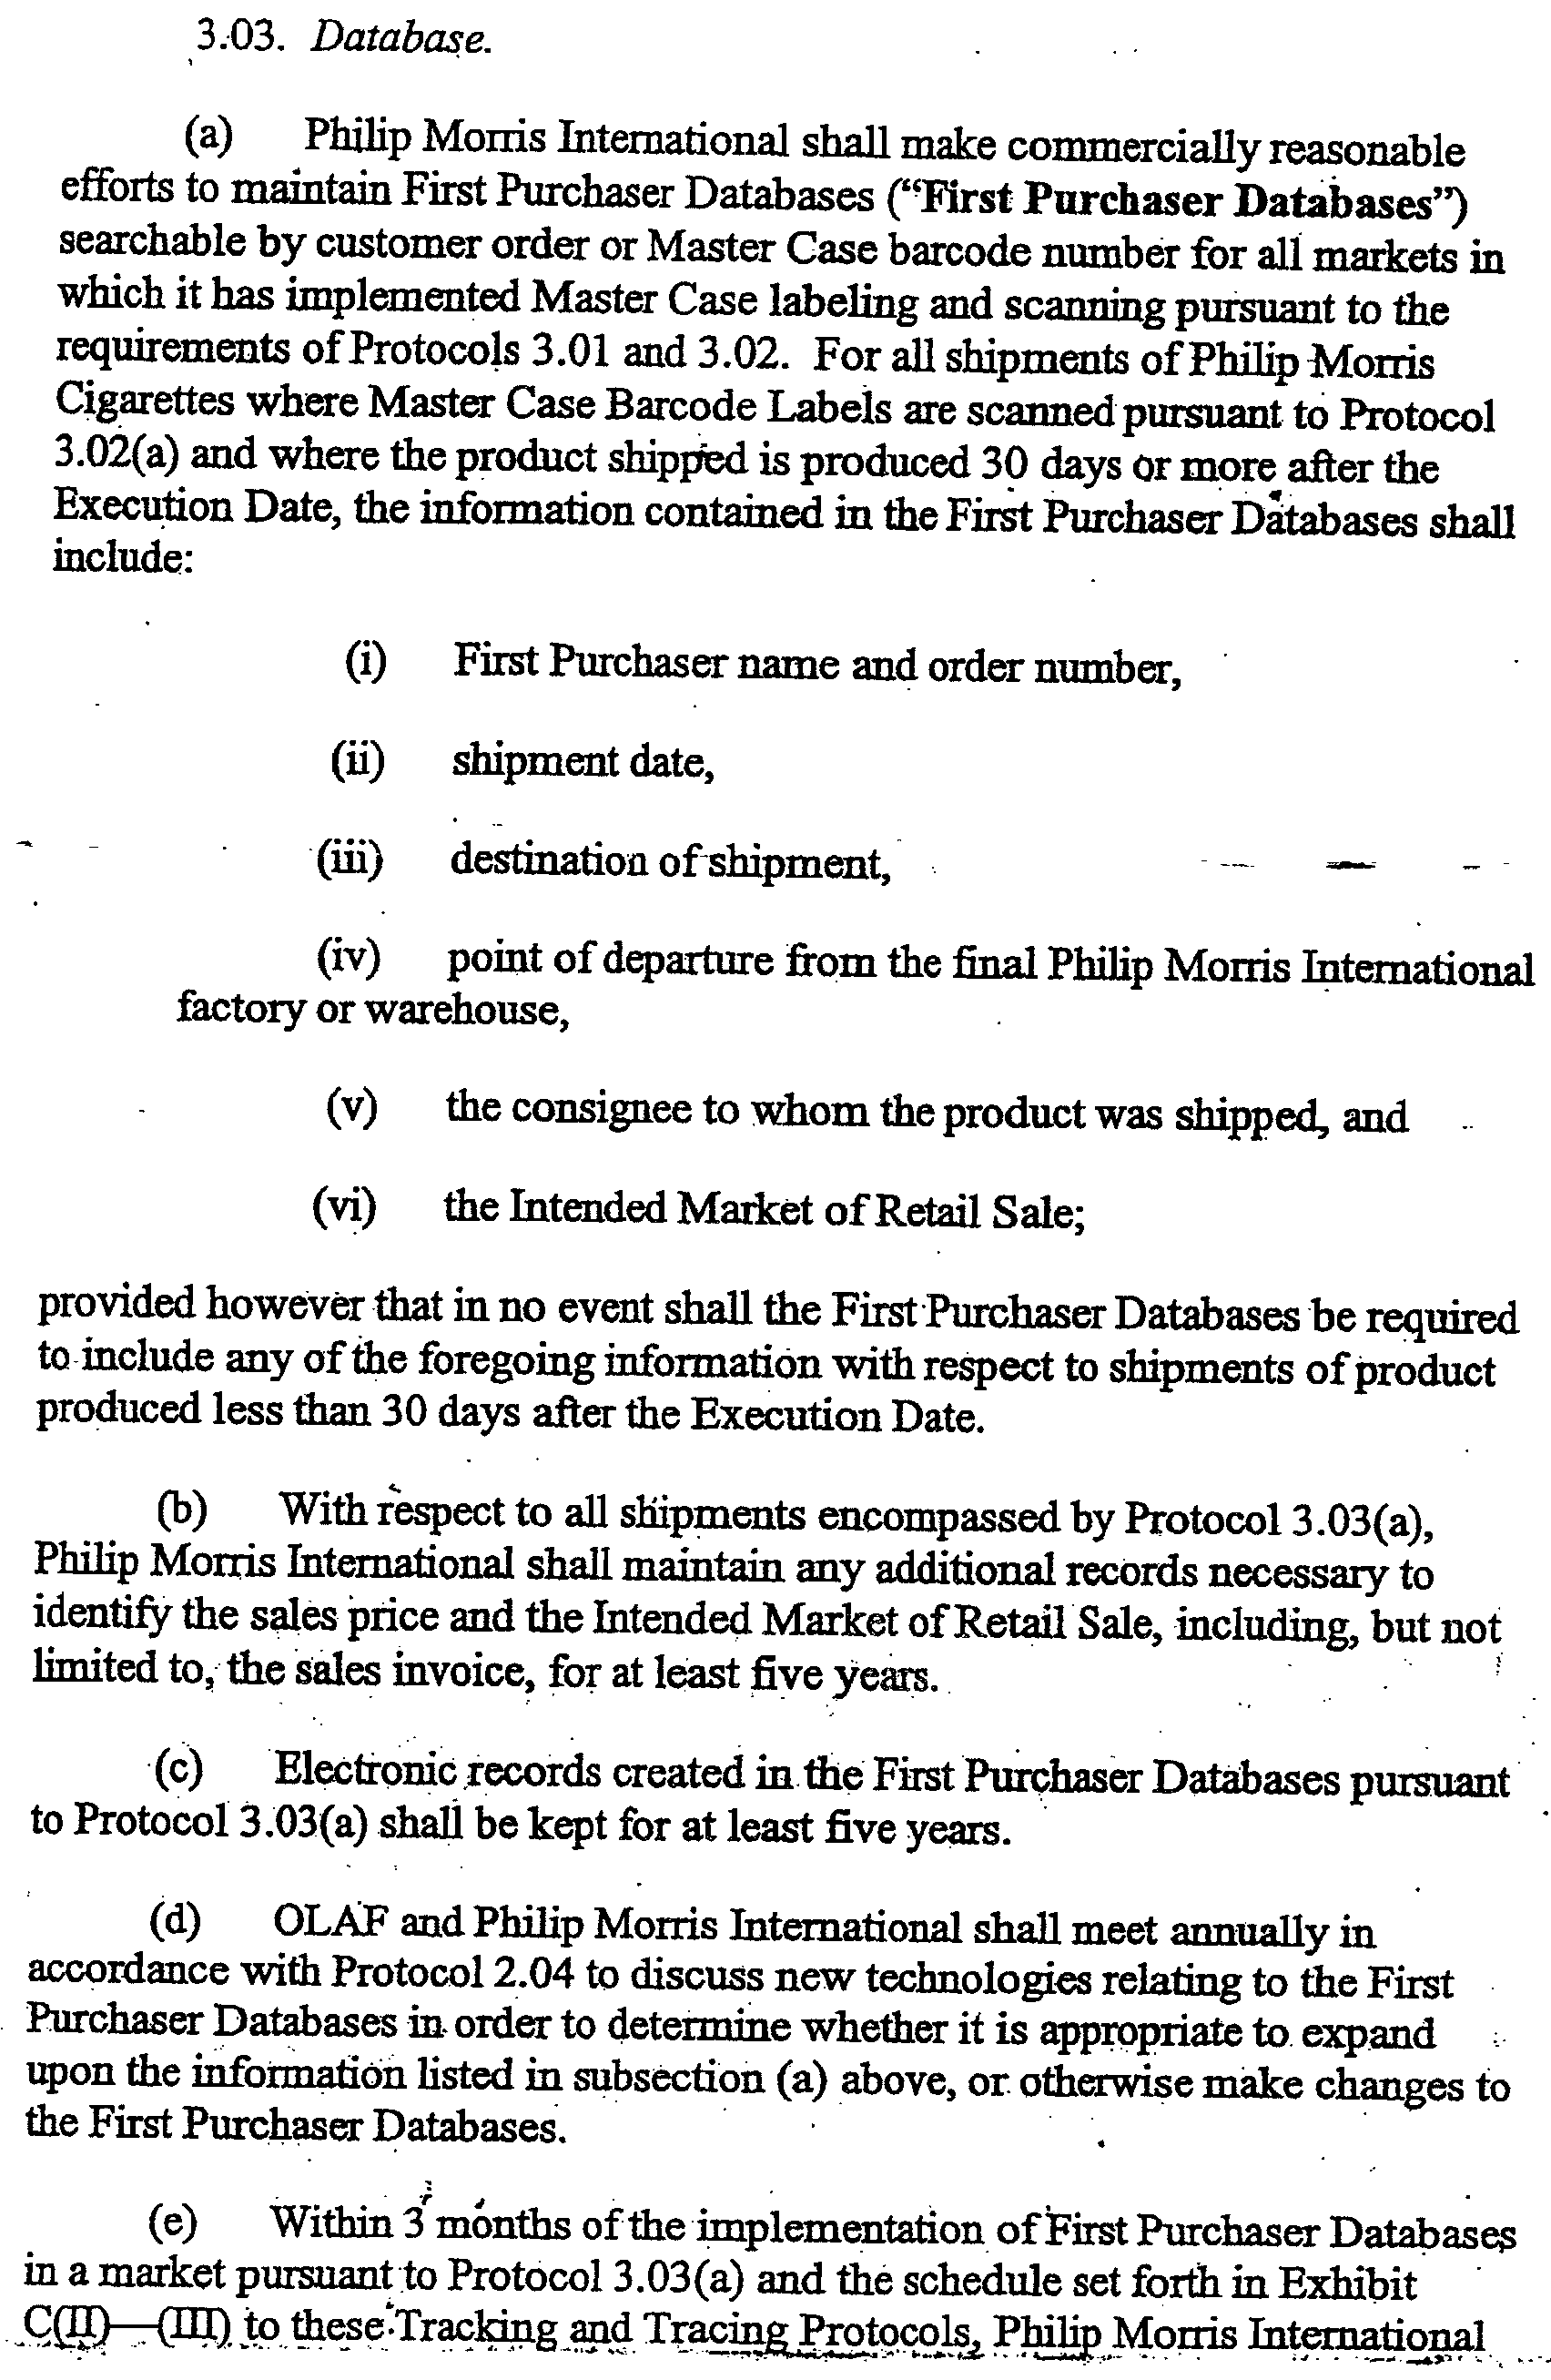 3.03. Database.
(a) Philip Morris International shall make commercially reasonable
efforts to maintain First Purchaser Databases (“First Purchaser Databases”)
searchable by customer order or Master Case barcode number for all markets in
which it has implemented Master Case labeling and scanning pursuant to the
requirements of Protocols 3.01 and 3.02. For all shipments of Philip Morris
Cigarettes where Master Case Barcode Labels are scanned pursuant to Protocol
3.02(a) and where the product shipped is produced 30 days or more after the
Execution Date, the information contained in the First Purchaser Databases shall
include:
(i) First Purchaser name and order number,
(ii) shipment date,
(iii) destination of shipment,
(iv) point of departure from the final Philip Morris International
factory or warehouse,
(v) the consignee to whom the product was shipped, and
(vi) the Intended Market of Retail Sale;
provided however that in no event shall the First Purchaser Databases be required
to include any of the foregoing information with respect to shipments of product
produced less than 30 days after the Execution Date.
(b) With respect to all shipments encompassed by Protocol 3.03(a),
Philip Morris International shall maintain any additional records necessary to
identify the sales price and the Intended Market of Retail Sale, including, but not
limited to, the sales invoice, for at least five years.
(c) Electronic records created in the First Purchaser Databases pursuant
to Protocol 3.03(a) shall be kept for at least five years.
(d) OLAF and Philip Morris International shall meet annually in
accordance with Protocol 2.04 to discuss new technologies relating to the First
Purchaser Databases in order to determine whether it is appropriate to expand
upon the information listed in subsection (a) above, or otherwise make changes to
the First Purchaser Databases.
(e) Within 3 months of the implementation of First Purchaser Databases
in a market pursuant to Protocol 3.03(a) and the schedule set forth in Exhibit
C(II)—(III) to these Tracking and Tracing Protocols, Philip Morris International